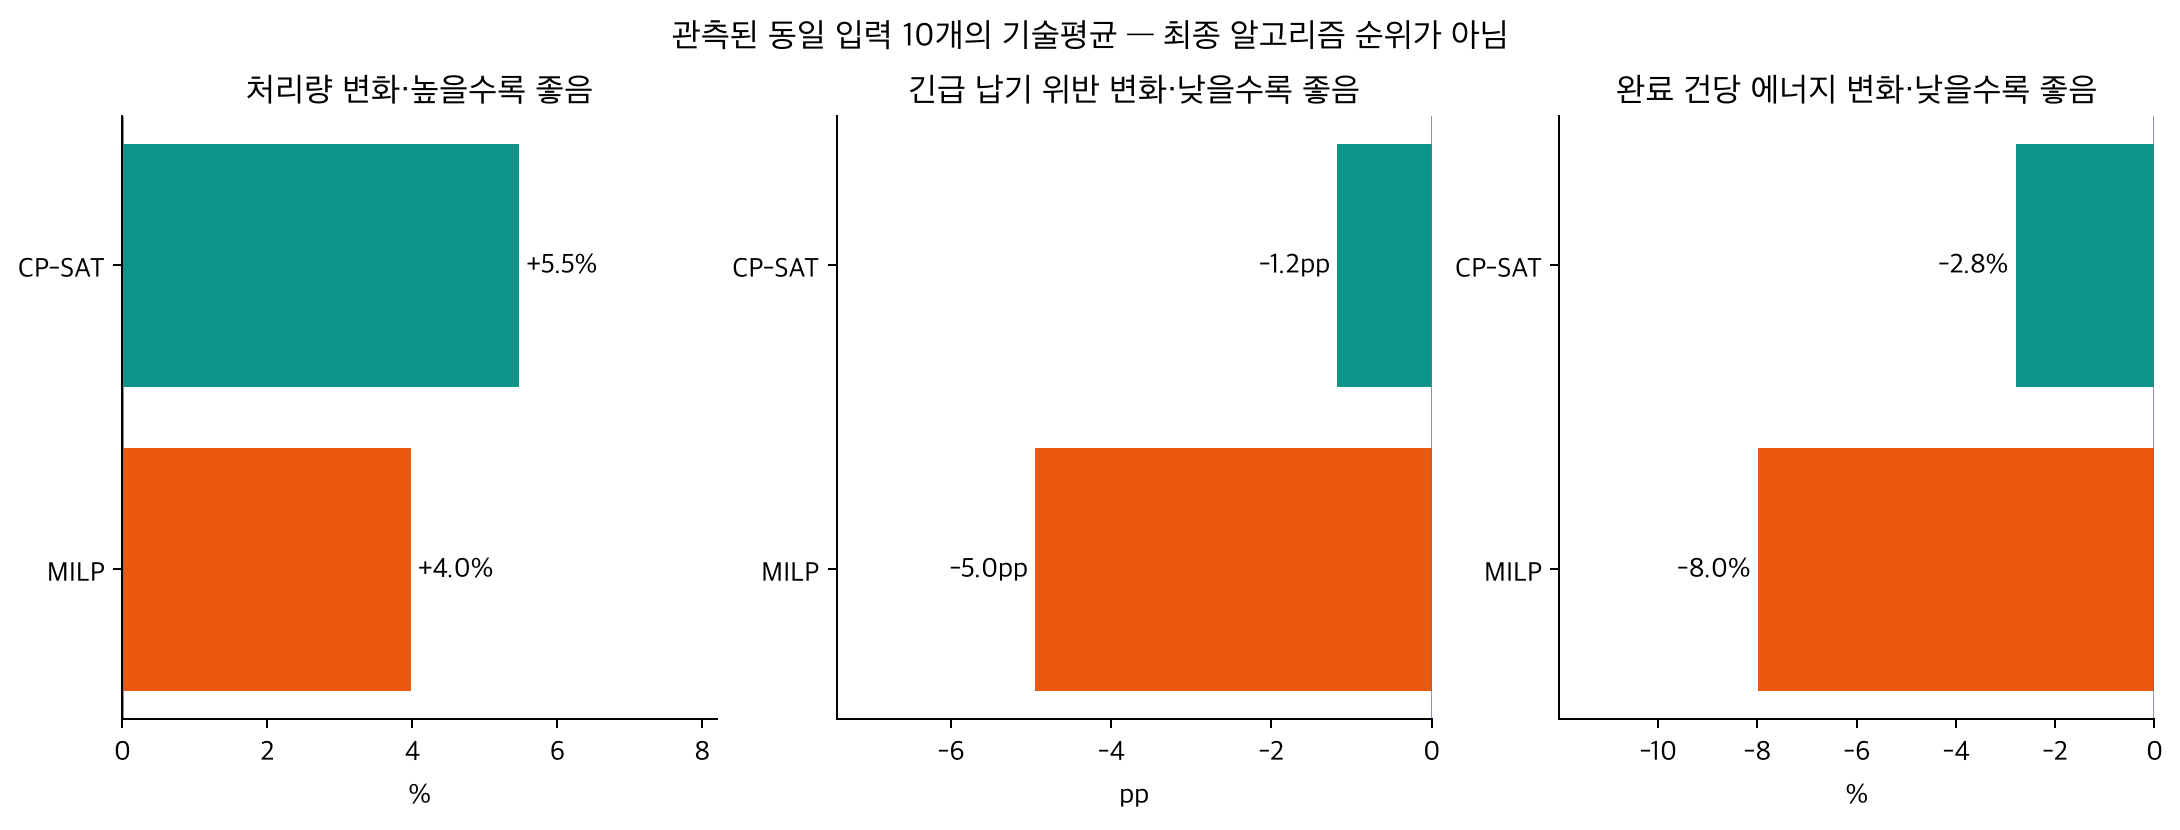 관측된 동일 입력 10개의 기술평균 — 최종 알고리즘 순위가 아님
처리량 변화·높을수록 좋음
CP-SAT
+5.5%
MILP
+4.0%
0 2 4 6 8
%
긴급 납기 위반 변화·낮을수록 좋음
CP-SAT
-1.2pp
MILP
-5.0pp
-6 -4 -2 0
pp
완료 건당 에너지 변화·낮을수록 좋음
CP-SAT
-2.8%
MILP
-8.0%
-10 -8 -6 -4 -2 0
%